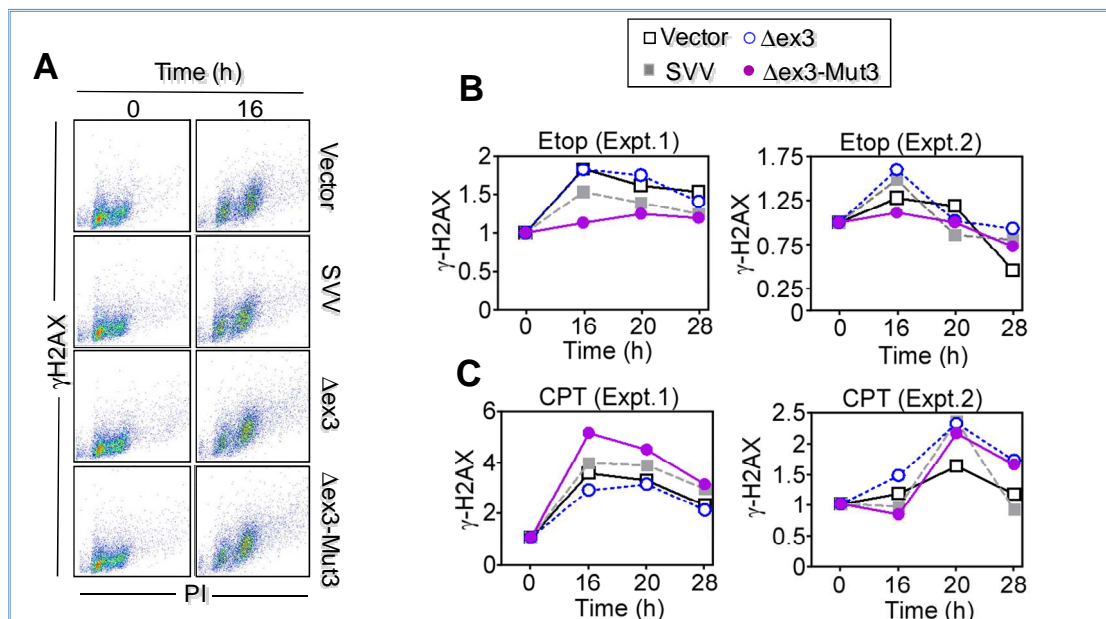 Vector Δex3
SVV Δex3-Mut3
A
Time (h)
0 16
γH2AX
Vector
SVV
Δex3
Δex3-Mut3
PI
B
Etop (Expt.1)
γ-H2AX
2
1.5
1
0.5
0
0 16 20 28
Time (h)
Etop (Expt.2)
γ-H2AX
1.75
1.25
0.75
0.25
0
0 16 20 28
Time (h)
C
CPT (Expt.1)
γ-H2AX
6
4
2
0
0 16 20 28
Time (h)
CPT (Expt.2)
γ-H2AX
2.5
2
1.5
1
0.5
0
0 16 20 28
Time (h)